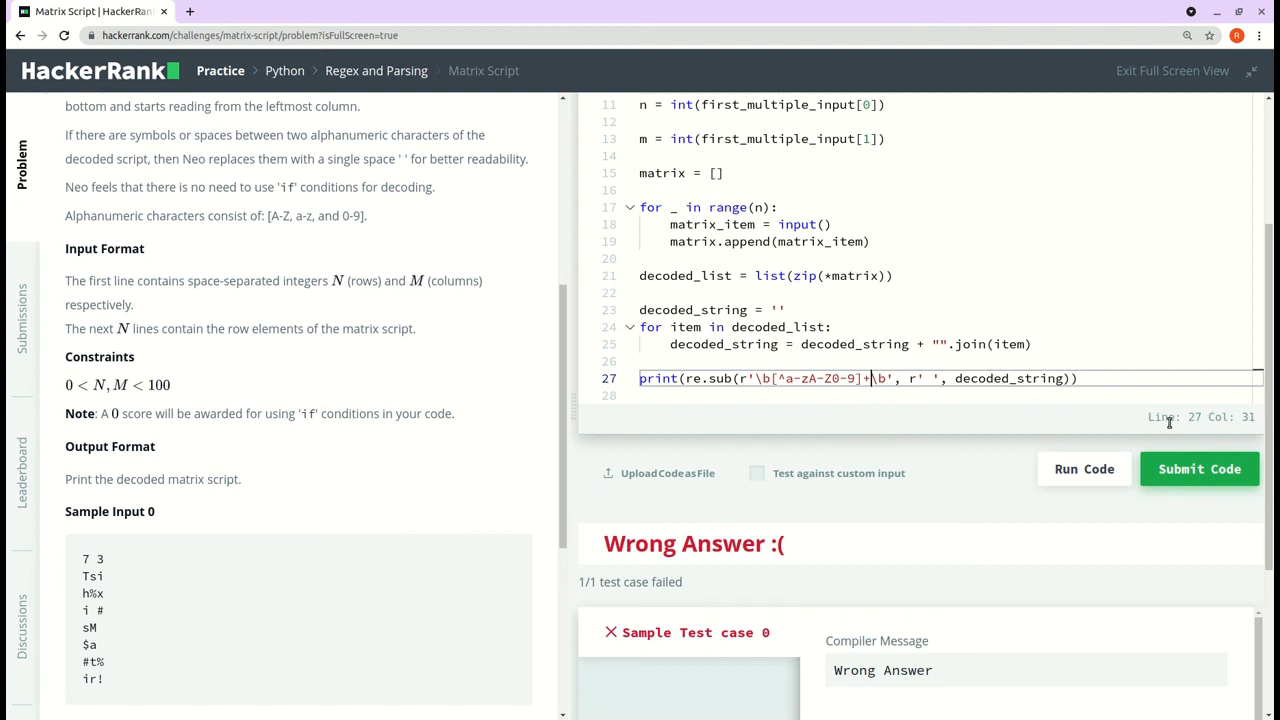 Matrix Script | HackerRank
hackerrank.com/challenges/matrix-script/problem?isFullScreen=true
R
HackerRank
Practice
Python
Regex and Parsing
Matrix Script
Exit Full Screen View
Problem
Submissions
Leaderboard
Discussions
bottom and starts reading from the leftmost column.
If there are symbols or spaces between two alphanumeric characters of the
decoded script, then Neo replaces them with a single space ' ' for better readability.
Neo feels that there is no need to use 'if' conditions for decoding.
Alphanumeric characters consist of: [A-Z, a-z, and 0-9].
Input Format
The first line contains space-separated integers N (rows) and M (columns)
respectively.
The next N lines contain the row elements of the matrix script.
Constraints
0 < N, M < 100
Note: A 0 score will be awarded for using 'if' conditions in your code.
Output Format
Print the decoded matrix script.
Sample Input 0
7 3
Tsi
h%x
i #
sM
$a
#t%
ir!
11 n = int(first_multiple_input[0])
12
13 m = int(first_multiple_input[1])
14
15 matrix = []
16
17 for _ in range(n):
18     matrix_item = input()
19     matrix.append(matrix_item)
20
21 decoded_list = list(zip(*matrix))
22
23 decoded_string = ''
24 for item in decoded_list:
25     decoded_string = decoded_string + "".join(item)
26
27 print(re.sub(r'\b[^a-zA-Z0-9]+\b', r' ', decoded_string))
28
Line: 27 Col: 31
Upload Code as File
Test against custom input
Run Code
Submit Code
Wrong Answer :(
1/1 test case failed
Sample Test case 0
Compiler Message
Wrong Answer